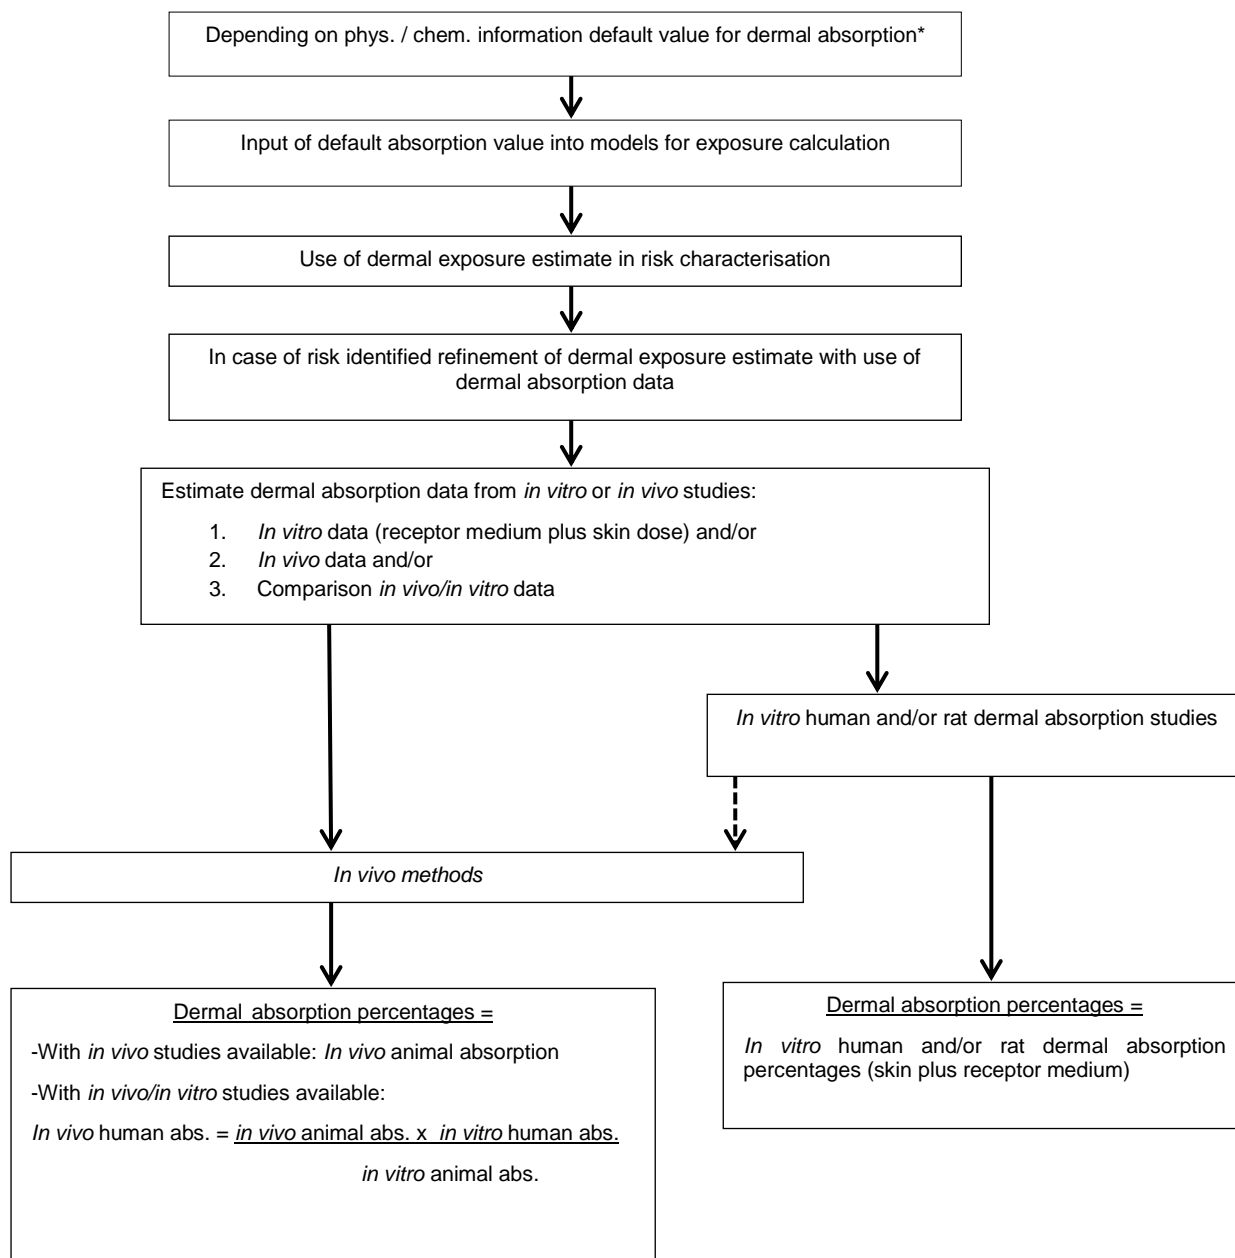 Depending on phys. / chem. information default value for dermal absorption*
Input of default absorption value into models for exposure calculation
Use of dermal exposure estimate in risk characterisation
In case of risk identified refinement of dermal exposure estimate with use of
dermal absorption data
Estimate dermal absorption data from in vitro or in vivo studies:
1. In vitro data (receptor medium plus skin dose) and/or
2. In vivo data and/or
3. Comparison in vivo/in vitro data
In vitro human and/or rat dermal absorption studies
In vivo methods
Dermal absorption percentages =
-With in vivo studies available: In vivo animal absorption
-With in vivo/in vitro studies available:
In vivo human abs. = in vivo animal abs. x in vitro human abs.
in vitro animal abs.
Dermal absorption percentages =
In vitro human and/or rat dermal absorption
percentages (skin plus receptor medium)